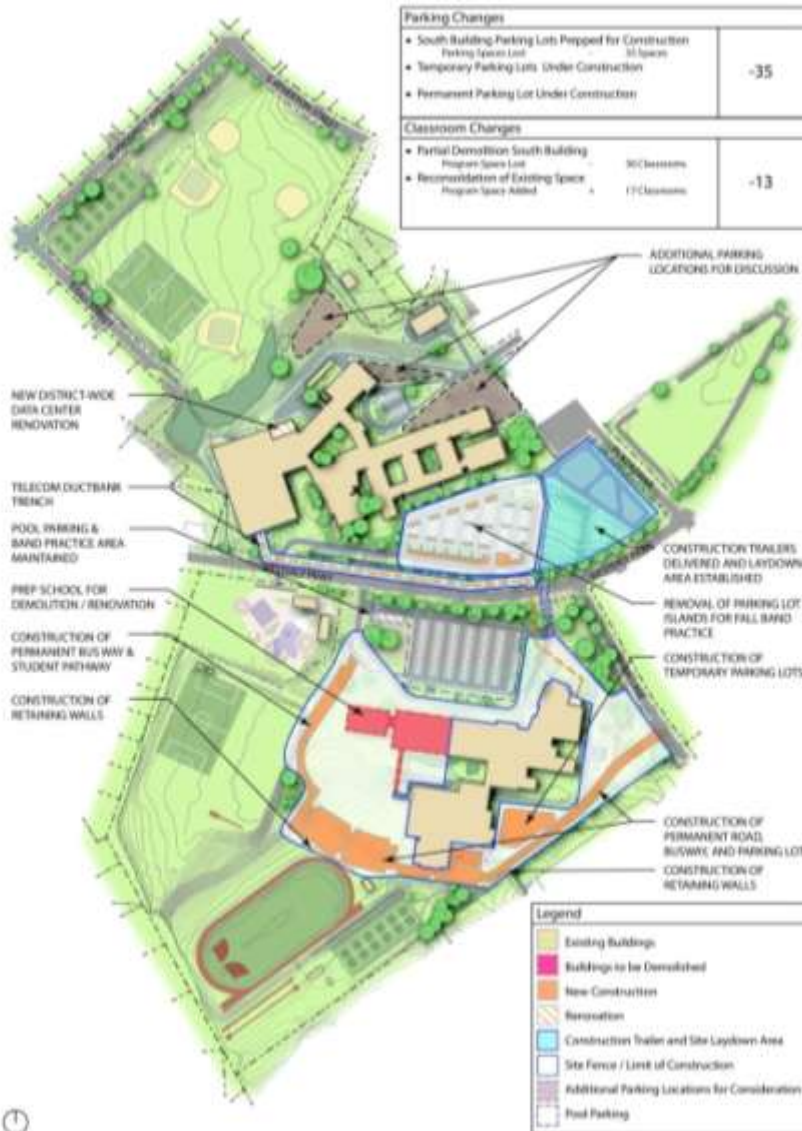 Parking Changes
• South Building Parking Lots Prepped for Construction
Parking Spaces Lost - 35 Spaces
• Temporary Parking Lots Under Construction
• Permanent Parking Lot Under Construction
-35
Classroom Changes
• Partial Demolition South Building
Program Space Lost - 30 Classrooms
• Reconsolidation of Existing Space
Program Space Added + 17 Classrooms
-13
ADDITIONAL PARKING
LOCATIONS FOR DISCUSSION
NEW DISTRICT-WIDE
DATA CENTER
RENOVATION
TELECOM DUCTBANK
TRENCH
POOL PARKING &
BAND PRACTICE AREA
MAINTAINED
PREP SCHOOL FOR
DEMOLITION / RENOVATION
CONSTRUCTION OF
PERMANENT BUS WAY &
STUDENT PATHWAY
CONSTRUCTION OF
RETAINING WALLS
CONSTRUCTION TRAILERS
DELIVERED AND LAYDOWN
AREA ESTABLISHED
REMOVAL OF PARKING LOT
ISLANDS FOR FALL BAND
PRACTICE
CONSTRUCTION OF
TEMPORARY PARKING LOTS
CONSTRUCTION OF
PERMANENT ROAD,
BUSWAY, AND PARKING LOT
CONSTRUCTION OF
RETAINING WALLS
Legend
Existing Buildings
Buildings to be Demolished
New Construction
Renovation
Construction Trailer and Site Laydown Area
Site Fence / Limit of Construction
Additional Parking Locations for Consideration
Pool Parking